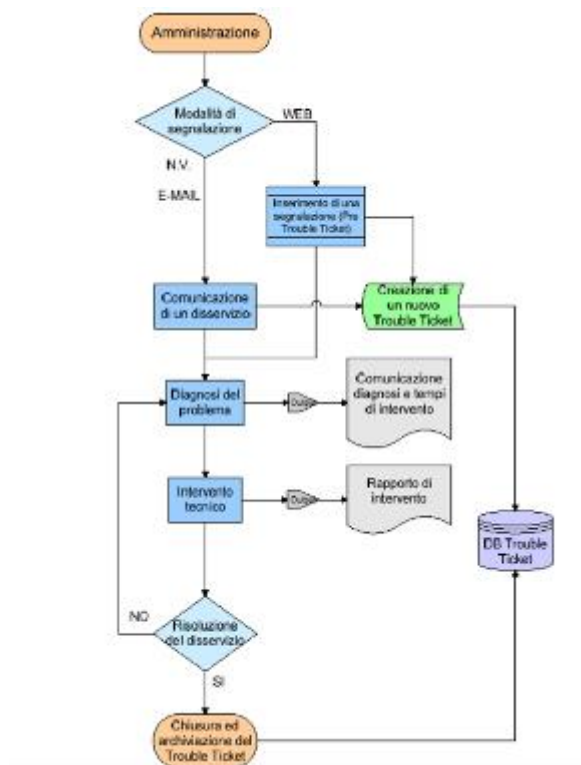 Amministrazione
Modalità di
segnalazione
WEB
N.V.
E-MAIL
Inserimento di una
segnalazione (Pre
Trouble Ticket)
Comunicazione
di un disservizio
Creazione di
un nuovo
Trouble Ticket
Diagnosi del
problema
Output
Comunicazione
diagnosi e tempi
di intervento
Intervento
tecnico
Output
Rapporto di
intervento
DB Trouble
Ticket
NO
Risoluzione
del disservizio
SI
Chiusura ed
archiviazione del
Trouble Ticket